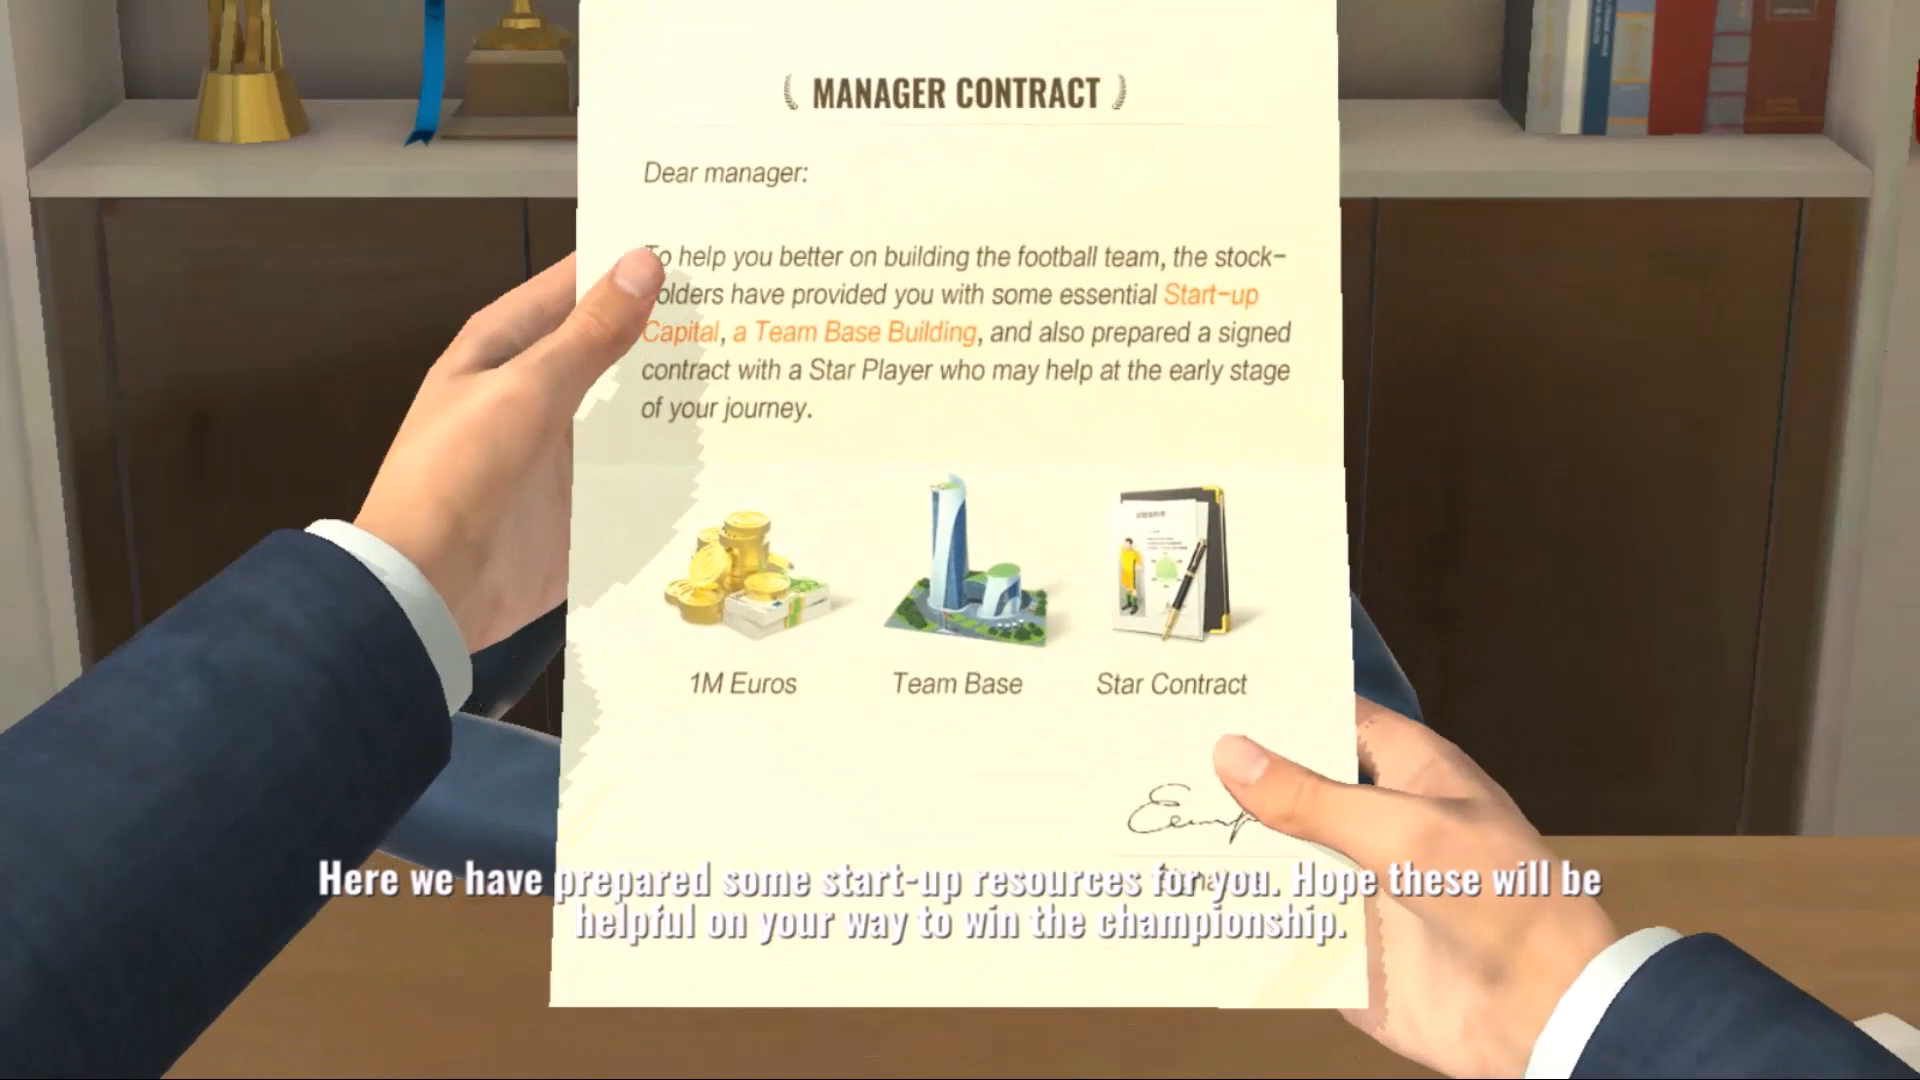 MANAGER CONTRACT
Dear manager:
To help you better on building the football team, the stock-
olders have provided you with some essential Start-up
Capital, a Team Base Building, and also prepared a signed
contract with a Star Player who may help at the early stage
of your journey.
1M Euros Team Base Star Contract
Here we have prepared some start-up resources for you. Hope these will be
helpful on your way to win the championship.